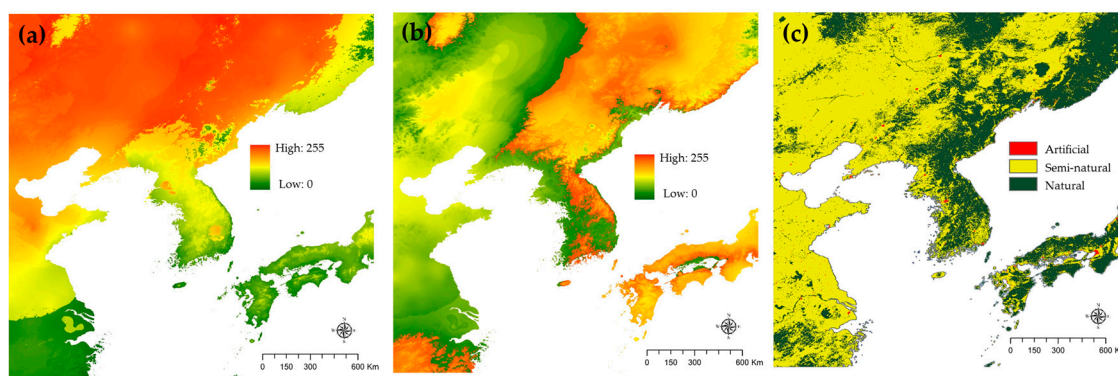 (a)
High: 255
Low: 0
0 150 300 600 Km
(b)
High: 255
Low: 0
0 150 300 600 Km
(c)
Artificial
Semi-natural
Natural
0 150 300 600 Km